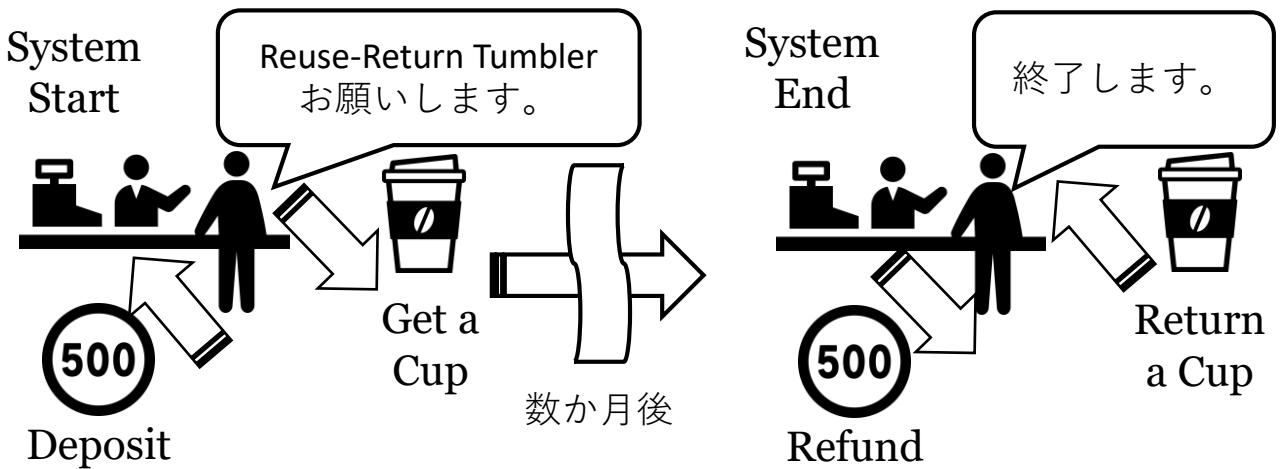 System
Start
Reuse-Return Tumbler
お願いします。
500
Deposit
Get a
Cup
数か月後
System
End
終了します。
500
Refund
Return
a Cup